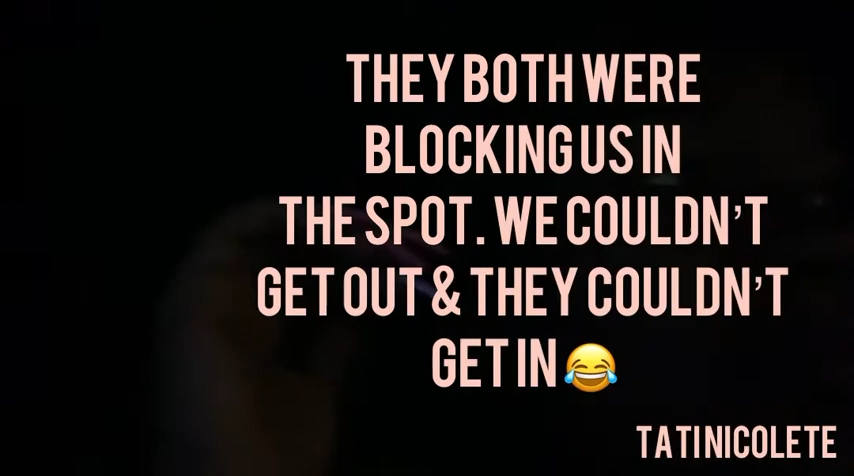 THEY BOTH WERE
BLOCKING US IN
THE SPOT. WE COULDN'T
GET OUT & THEY COULDN'T
GET IN 😂
TATINICOLETE